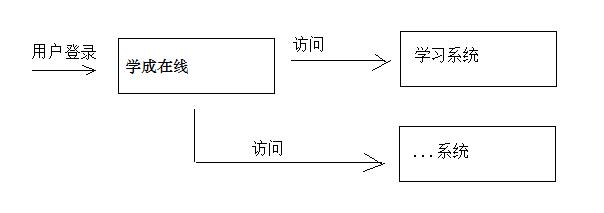 用户登录
学成在线
访问
学习系统
访问
...系统